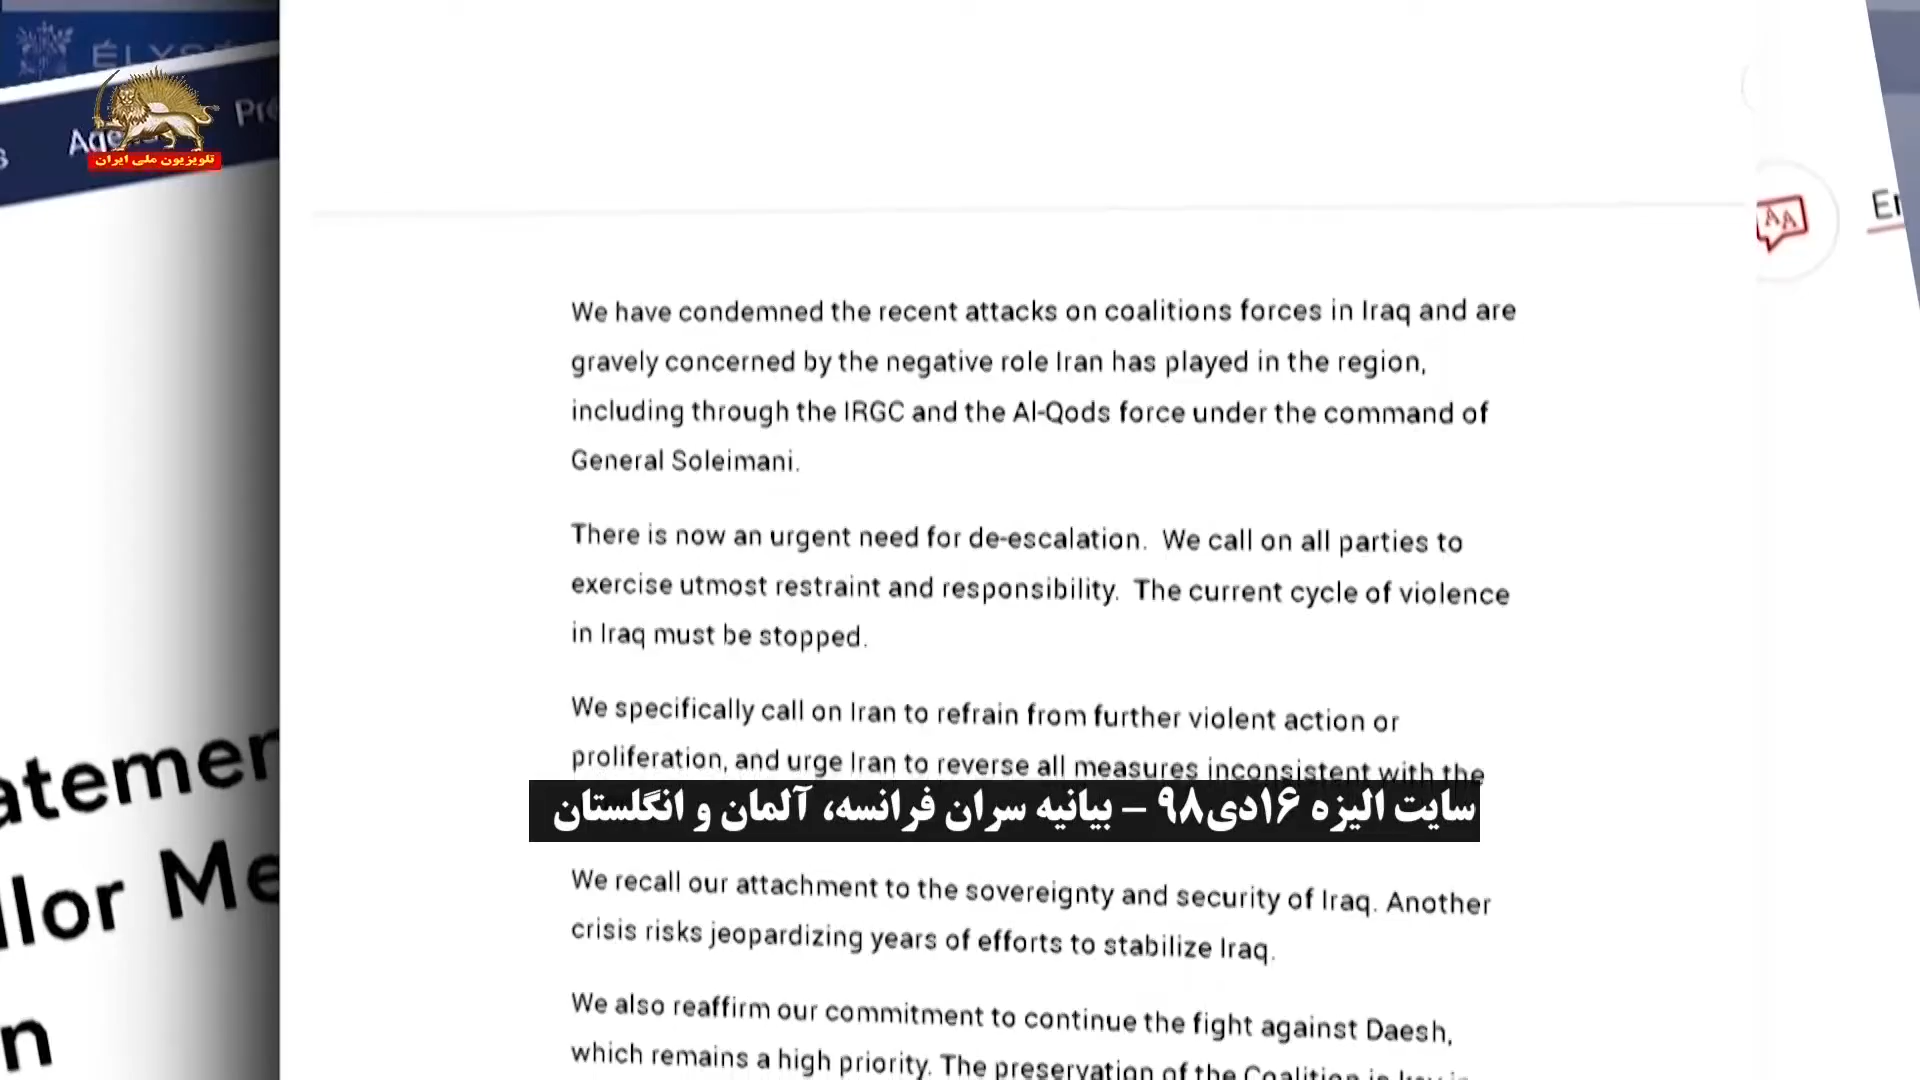 ÉLYSÉ
تلویزیون ملی ایران
We have condemned the recent attacks on coalitions forces in Iraq and are
gravely concerned by the negative role Iran has played in the region,
including through the IRGC and the Al-Qods force under the command of
General Soleimani.
There is now an urgent need for de-escalation. We call on all parties to
exercise utmost restraint and responsibility. The current cycle of violence
in Iraq must be stopped.
We specifically call on Iran to refrain from further violent action or
proliferation, and urge Iran to reverse all measures inconsistent with the
سایت الیزه ۱۶دی۹۸ – بیانیه سران فرانسه، آلمان و انگلستان
We recall our attachment to the sovereignty and security of Iraq. Another
crisis risks jeopardizing years of efforts to stabilize Iraq.
We also reaffirm our commitment to continue the fight against Daesh,
which remains a high priority. The preservation of the Coalition is key in